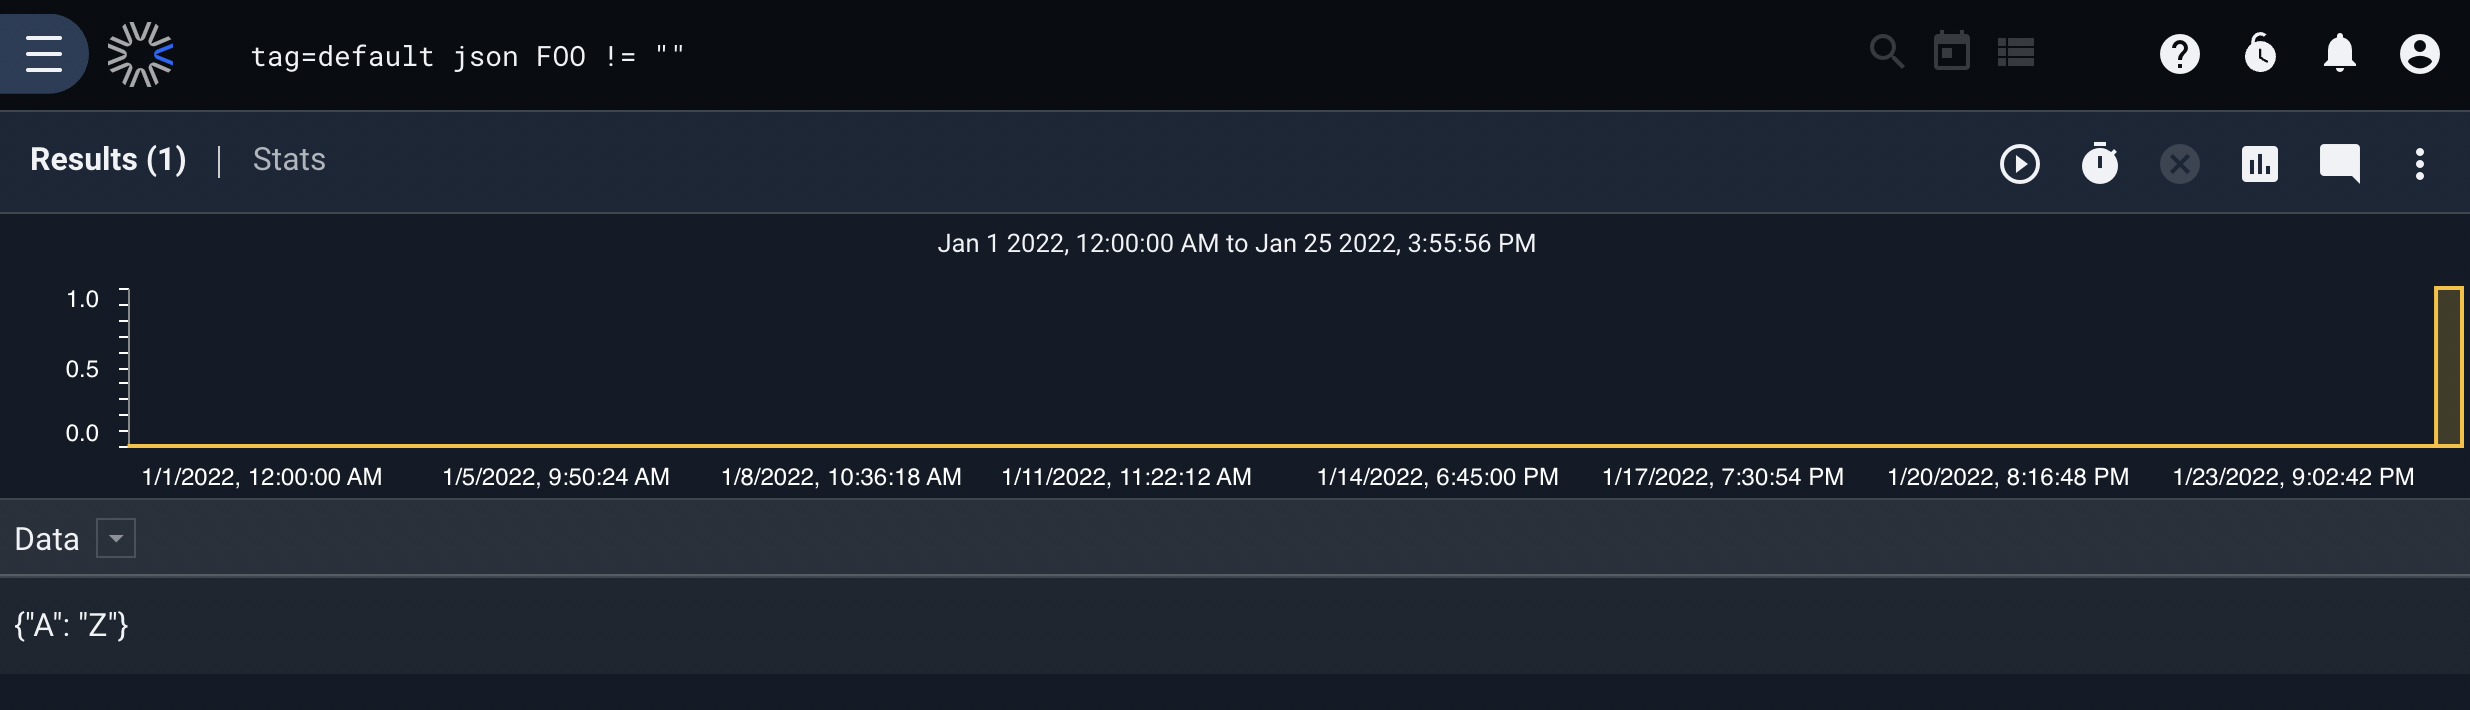 tag=default json FOO != ""
Results (1) | Stats
Jan 1 2022, 12:00:00 AM to Jan 25 2022, 3:55:56 PM
1.0
0.5
0.0
1/1/2022, 12:00:00 AM 1/5/2022, 9:50:24 AM 1/8/2022, 10:36:18 AM 1/11/2022, 11:22:12 AM 1/14/2022, 6:45:00 PM 1/17/2022, 7:30:54 PM 1/20/2022, 8:16:48 PM 1/23/2022, 9:02:42 PM
Data
{"A": "Z"}